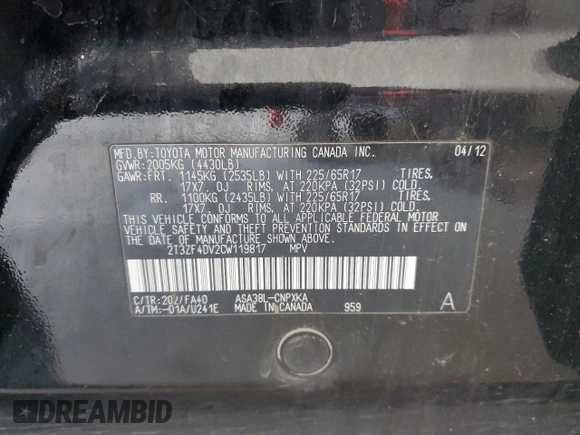 MFD.BY:TOYOTA MOTOR MANUFACTURING CANADA INC. 04/12
GVWR:2005KG (4430LB)
GAWR:FRT. 1145KG (2535LB) WITH 225/65R17 TIRES.
17X7.0J RIMS, AT 220KPA (32PSI) COLD.
RR. 1100KG (2435LB) WITH 225/65R17 TIRES.
17X7.0J RIMS, AT 220KPA (32PSI) COLD.
THIS VEHICLE CONFORMS TO ALL APPLICABLE FEDERAL MOTOR
VEHICLE SAFETY AND THEFT PREVENTION STANDARDS IN EFFECT ON
THE DATE OF MANUFACTURE SHOWN ABOVE.
2T3ZF4DV2CW119817 MPV
C/TR:202/FA40 ASA38L-CNPXKA
A/TM:-01A/U241E MADE IN CANADA 959 A
DREAMBID